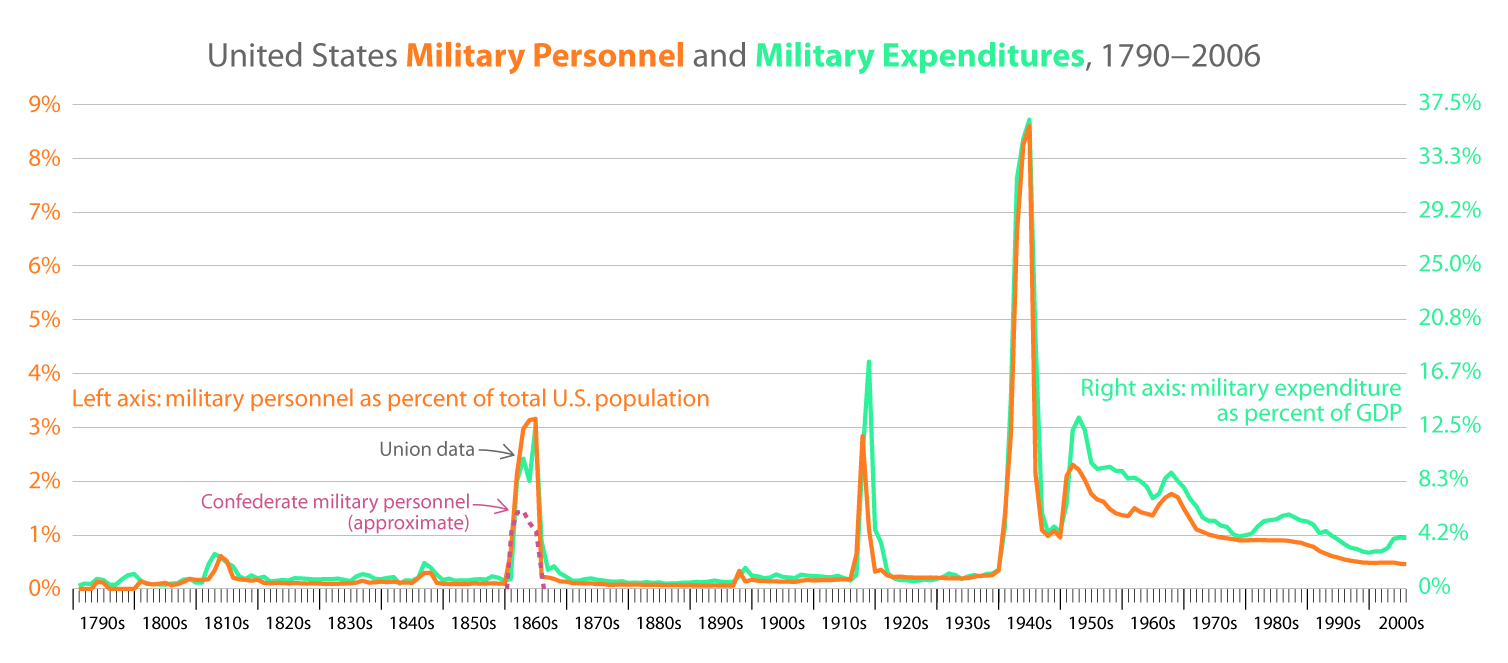 United States Military Personnel and Military Expenditures, 1790–2006
9%
37.5%
8%
33.3%
7%
29.2%
6%
25.0%
5%
20.8%
4%
16.7%
Left axis: military personnel as percent of total U.S. population
Right axis: military expenditure
as percent of GDP
3%
12.5%
Union data
2%
8.3%
Confederate military personnel
(approximate)
1%
4.2%
0%
0%
1790s 1800s 1810s 1820s 1830s 1840s 1850s 1860s 1870s 1880s 1890s 1900s 1910s 1920s 1930s 1940s 1950s 1960s 1970s 1980s 1990s 2000s